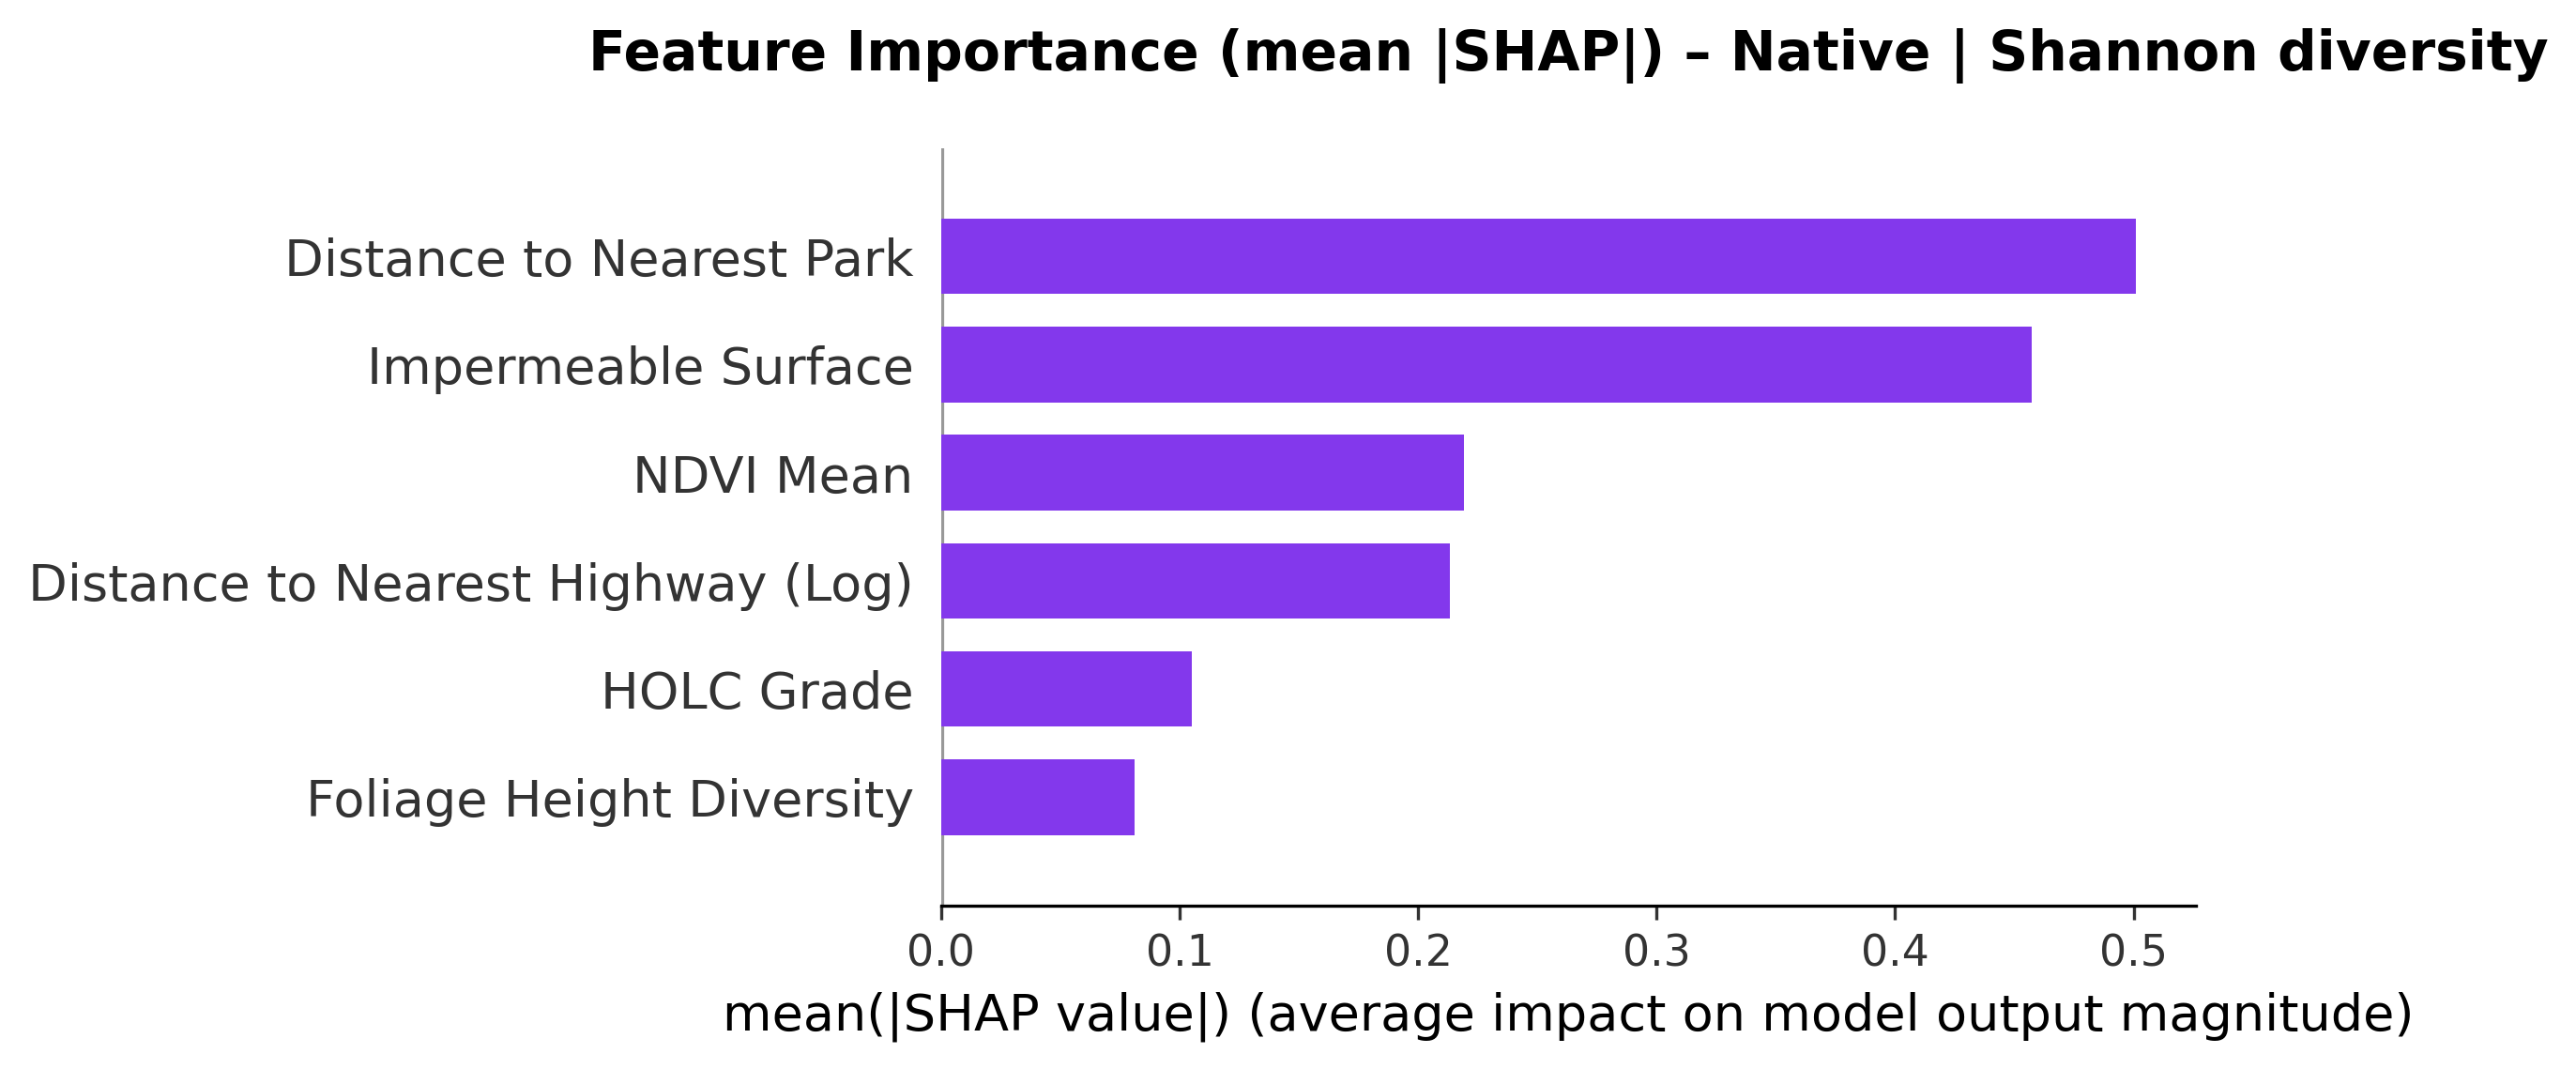 Feature Importance (mean |SHAP|) – Native | Shannon diversity
Distance to Nearest Park
Impermeable Surface
NDVI Mean
Distance to Nearest Highway (Log)
HOLC Grade
Foliage Height Diversity
0.0 0.1 0.2 0.3 0.4 0.5
mean(|SHAP value|) (average impact on model output magnitude)